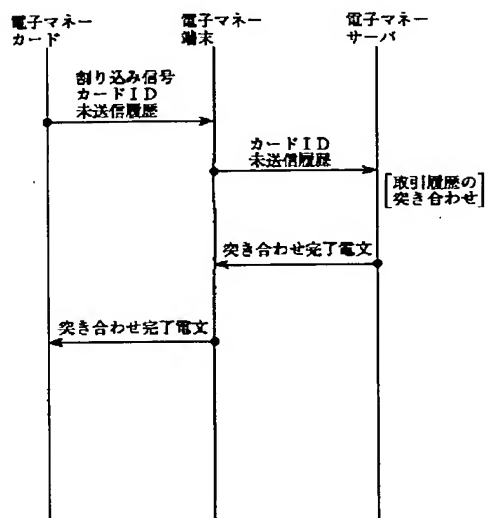 電子マネー
カード
電子マネー
端末
電子マネー
サーバ
割り込み信号
カードID
未送信履歴
カードID
未送信履歴
[取引履歴の
突き合わせ]
突き合わせ完了電文
突き合わせ完了電文